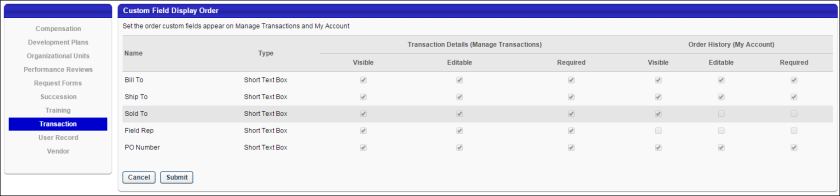 Custom Field Display Order
Set the order custom fields appear on Manage Transactions and My Account
Compensation
Development Plans
Organizational Units
Performance Reviews
Request Forms
Succession
Training
Transaction
User Record
Vendor
Transaction Details (Manage Transactions) Order History (My Account)
Name Type Visible Editable Required Visible Editable Required
Bill To Short Text Box
Ship To Short Text Box
Sold To Short Text Box
Field Rep Short Text Box
PO Number Short Text Box
Cancel Submit